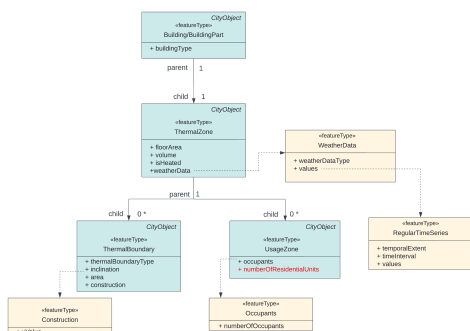 CityObject
«featureType»
Building/BuildingPart
+ buildingType
parent 1
child 1
CityObject
«featureType»
ThermalZone
+ floorArea
+ volume
+ isHeated
+weatherData
«featureType»
WeatherData
+ weatherDataType
+ values
parent 1
child 0 *
child 0 *
CityObject
«featureType»
ThermalBoundary
+ thermalBoundaryType
+ inclination
+ area
+ construction
CityObject
«featureType»
UsageZone
+ occupants
+ numberOfResidentialUnits
«featureType»
RegularTimeSeries
+ temporalExtent
+ timeInterval
+ values
«featureType»
Construction
«featureType»
Occupants
+ numberOfOccupants